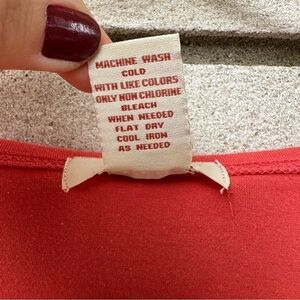 MACHINE WASH
COLD
WITH LIKE COLORS
ONLY NON CHLORINE
BLEACH
WHEN NEEDED
FLAT DRY
COOL IRON
AS NEEDED